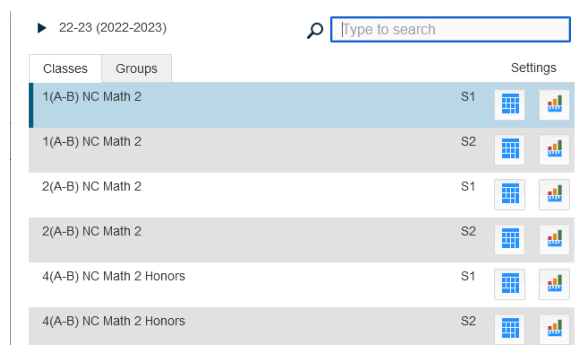 22-23 (2022-2023) Type to search
Classes Groups Settings
1(A-B) NC Math 2 S1
1(A-B) NC Math 2 S2
2(A-B) NC Math 2 S1
2(A-B) NC Math 2 S2
4(A-B) NC Math 2 Honors S1
4(A-B) NC Math 2 Honors S2